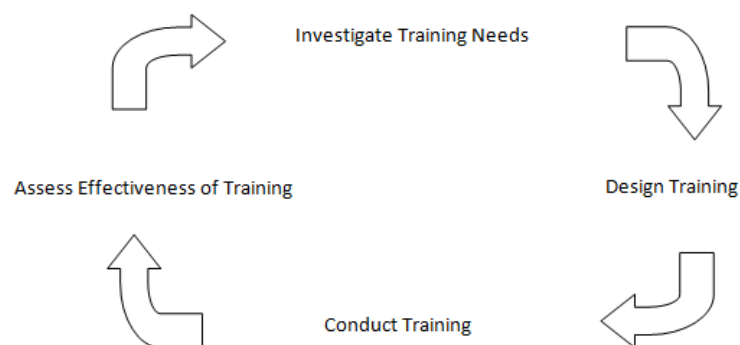 Investigate Training Needs
Assess Effectiveness of Training
Design Training
Conduct Training